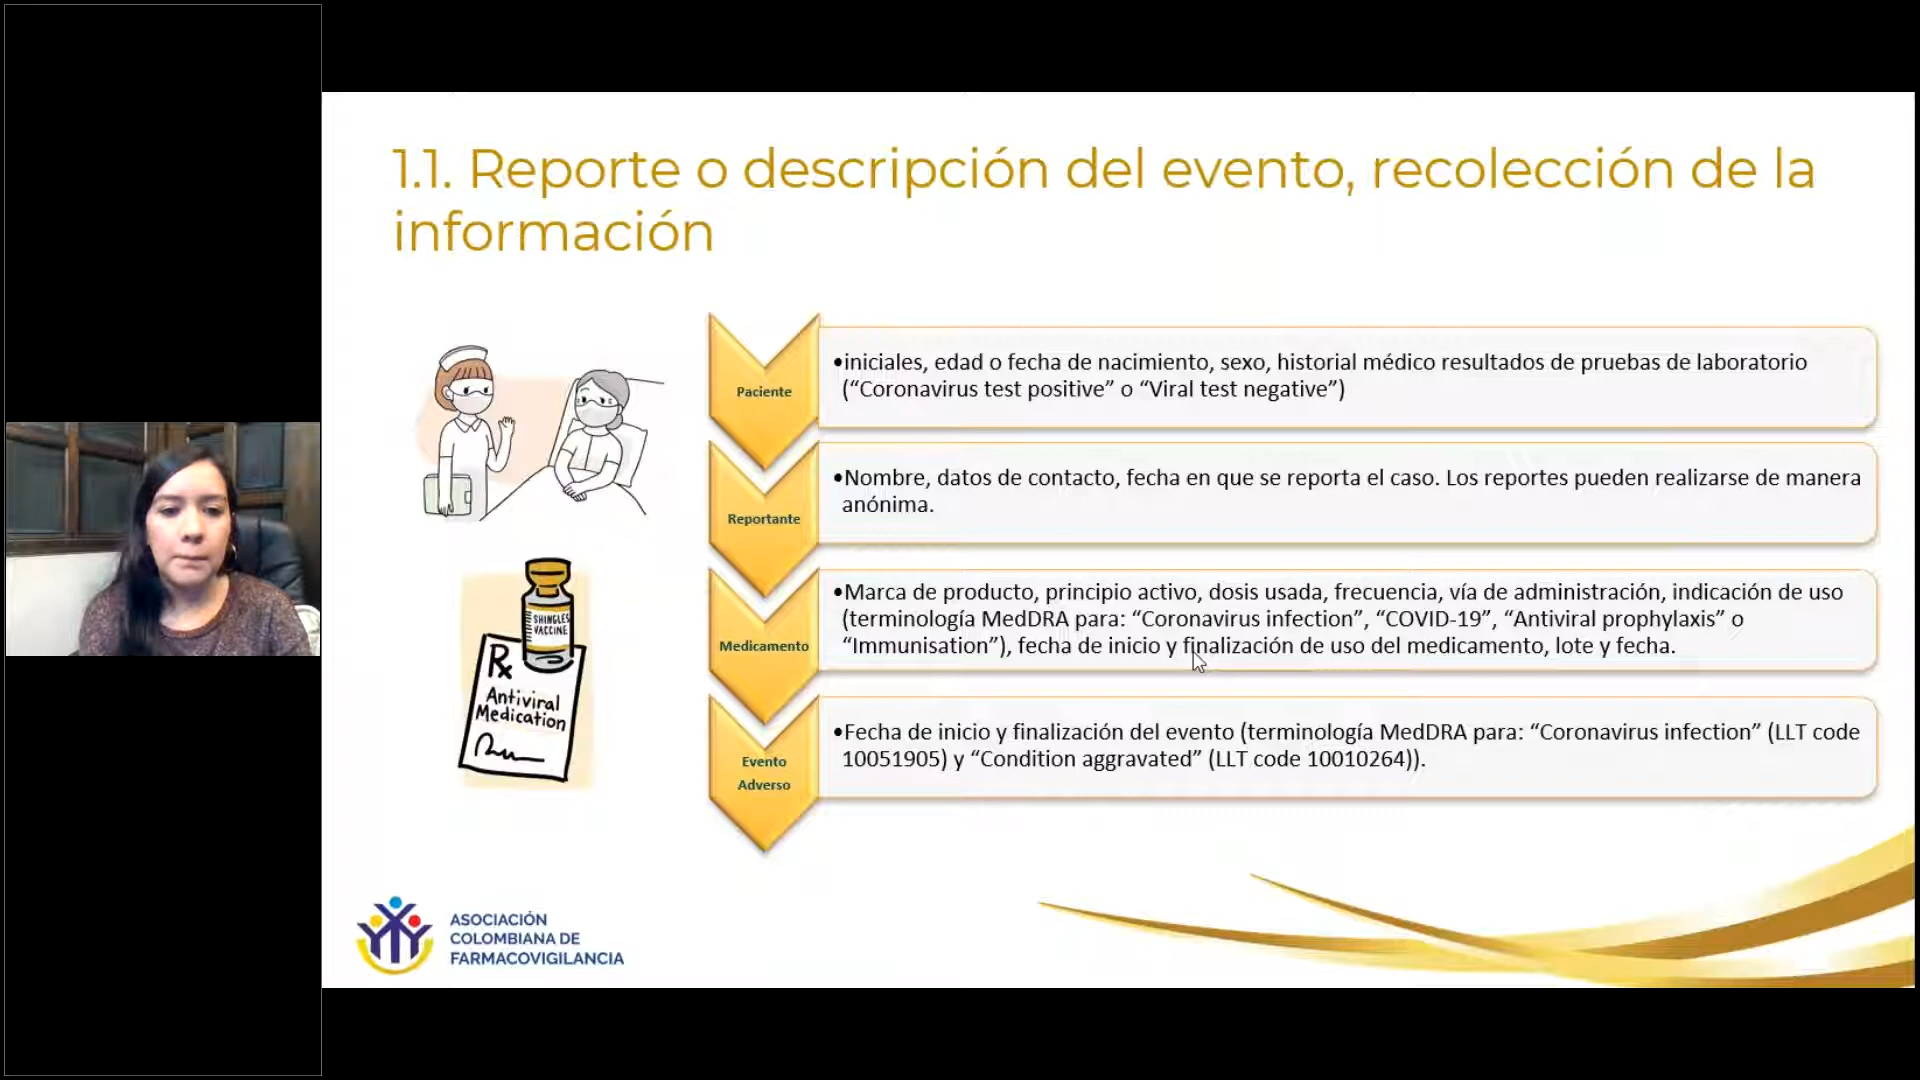 1.1. Reporte o descripción del evento, recolección de la
información
Paciente
•iniciales, edad o fecha de nacimiento, sexo, historial médico resultados de pruebas de laboratorio
(“Coronavirus test positive” o “Viral test negative”)
Reportante
•Nombre, datos de contacto, fecha en que se reporta el caso. Los reportes pueden realizarse de manera
anónima.
Medicamento
•Marca de producto, principio activo, dosis usada, frecuencia, vía de administración, indicación de uso
(terminología MedDRA para: “Coronavirus infection”, “COVID-19”, “Antiviral prophylaxis” o
“Immunisation”), fecha de inicio y finalización de uso del medicamento, lote y fecha.
Evento
Adverso
•Fecha de inicio y finalización del evento (terminología MedDRA para: “Coronavirus infection” (LLT code
10051905) y “Condition aggravated” (LLT code 10010264)).
SHINGLES
VACCINE
Rx
Antiviral
Medication
ASOCIACIÓN
COLOMBIANA DE
FARMACOVIGILANCIA